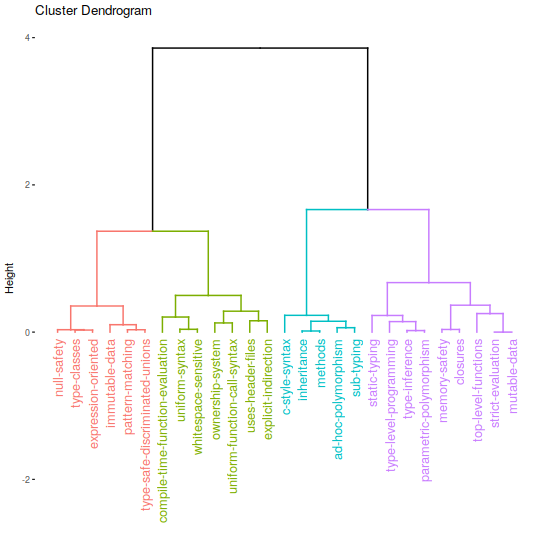 Cluster Dendrogram
Height
4
2
0
-2
null-safety
type-classes
expression-oriented
immutable-data
pattern-matching
type-safe-discriminated-unions
compile-time-function-evaluation
uniform-syntax
whitespace-sensitive
ownership-system
uniform-function-call-syntax
uses-header-files
explicit-indirection
c-style-syntax
inheritance
methods
ad-hoc-polymorphism
sub-typing
static-typing
type-level-programming
type-inference
parametric-polymorphism
memory-safety
closures
top-level-functions
strict-evaluation
mutable-data